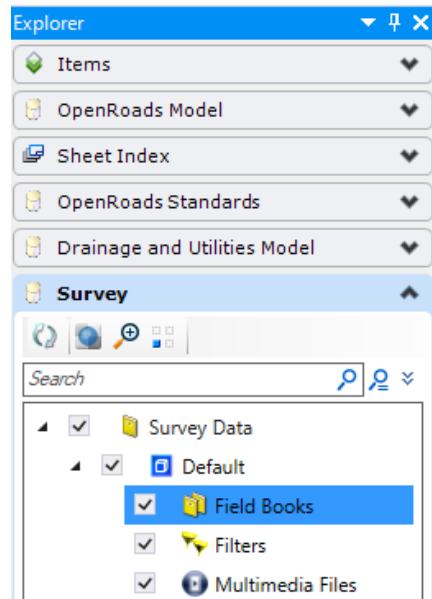 Explorer
Items
OpenRoads Model
Sheet Index
OpenRoads Standards
Drainage and Utilities Model
Survey
Search
Survey Data
Default
Field Books
Filters
Multimedia Files